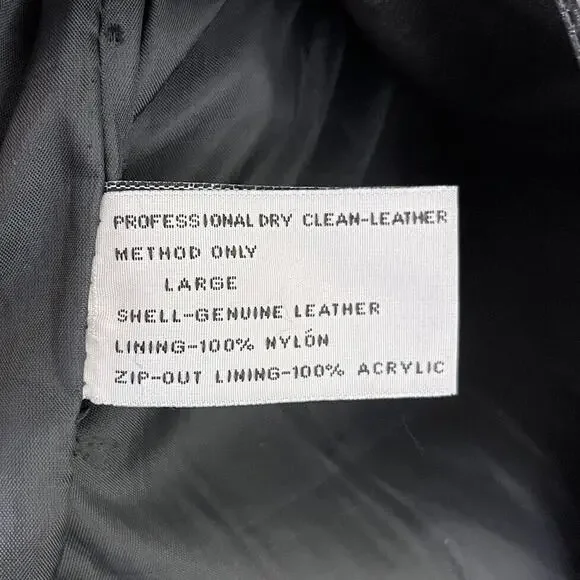 PROFESSIONAL DRY CLEAN-LEATHER
METHOD ONLY
LARGE
SHELL-GENUINE LEATHER
LINING-100% NYLÓN
ZIP-OUT LINING-100% ACRYLIC